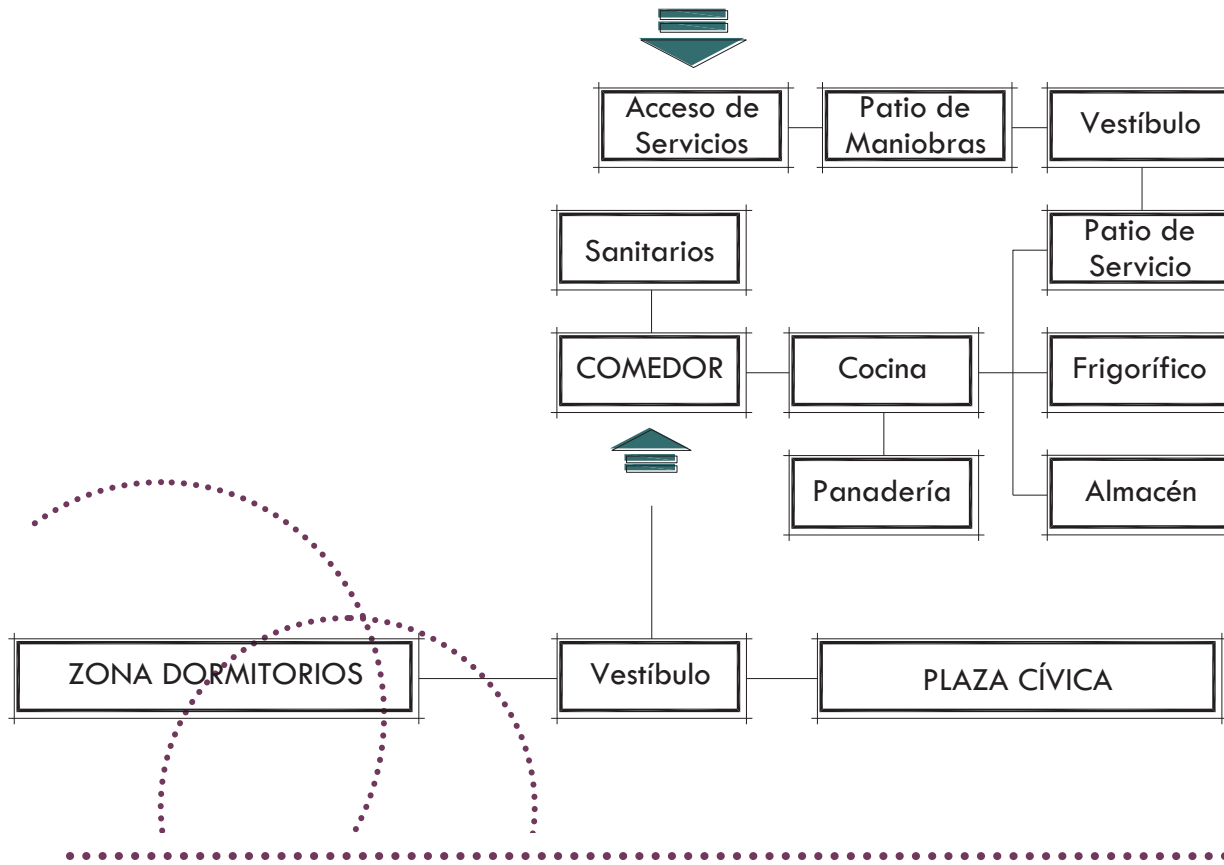 Acceso de
Servicios
Patio de
Maniobras
Vestíbulo
Sanitarios
Patio de
Servicio
COMEDOR
Cocina
Frigorífico
Panadería
Almacén
ZONA DORMITORIOS
Vestíbulo
PLAZA CÍVICA